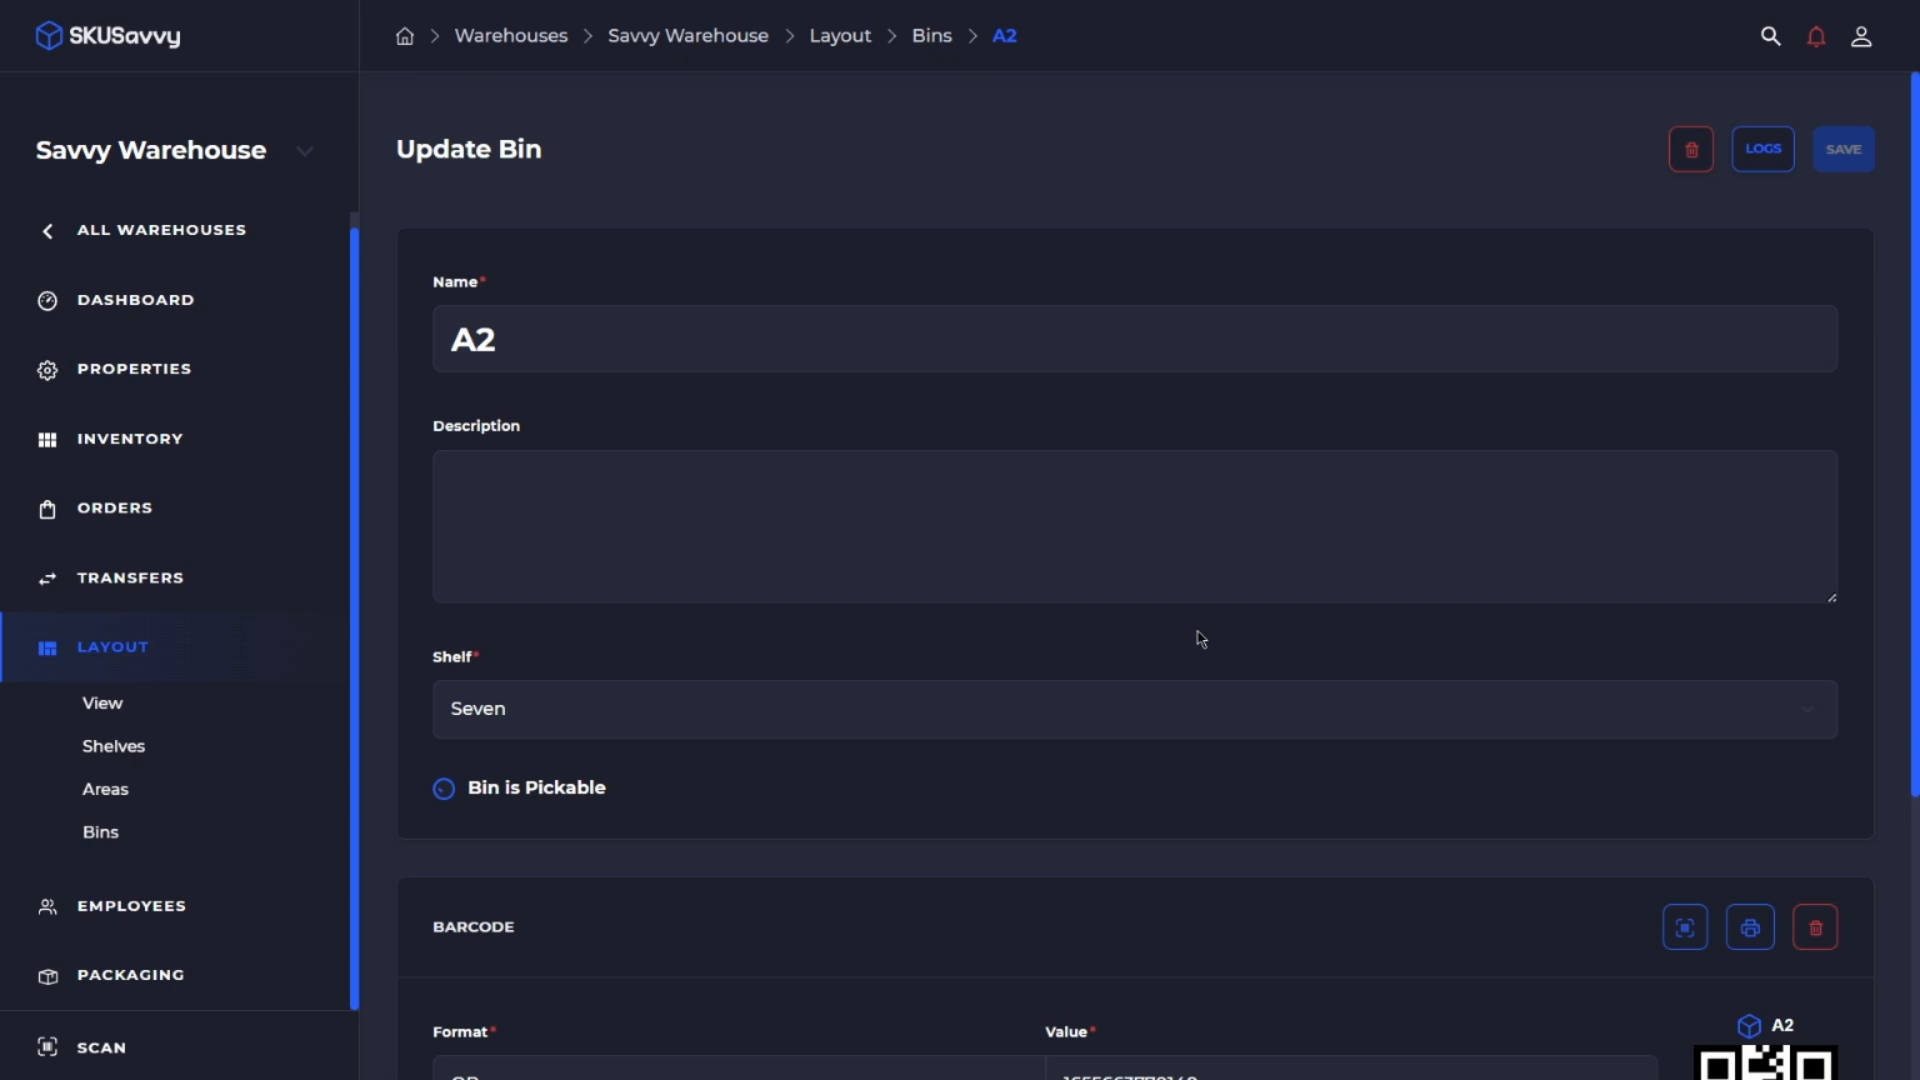 SKUSavvy
Warehouses > Savvy Warehouse > Layout > Bins > A2
Savvy Warehouse
ALL WAREHOUSES
DASHBOARD
PROPERTIES
INVENTORY
ORDERS
TRANSFERS
LAYOUT
View
Shelves
Areas
Bins
EMPLOYEES
PACKAGING
SCAN
Update Bin
LOGS
SAVE
Name*
A2
Description
Shelf*
Seven
Bin is Pickable
BARCODE
Format*
Value*
A2